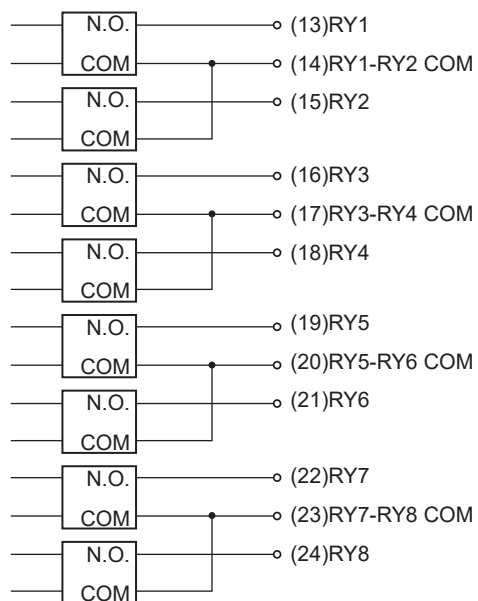 N.O. (13)RY1
COM (14)RY1-RY2 COM
N.O. (15)RY2
COM
N.O. (16)RY3
COM (17)RY3-RY4 COM
N.O. (18)RY4
COM
N.O. (19)RY5
COM (20)RY5-RY6 COM
N.O. (21)RY6
COM
N.O. (22)RY7
COM (23)RY7-RY8 COM
N.O. (24)RY8
COM